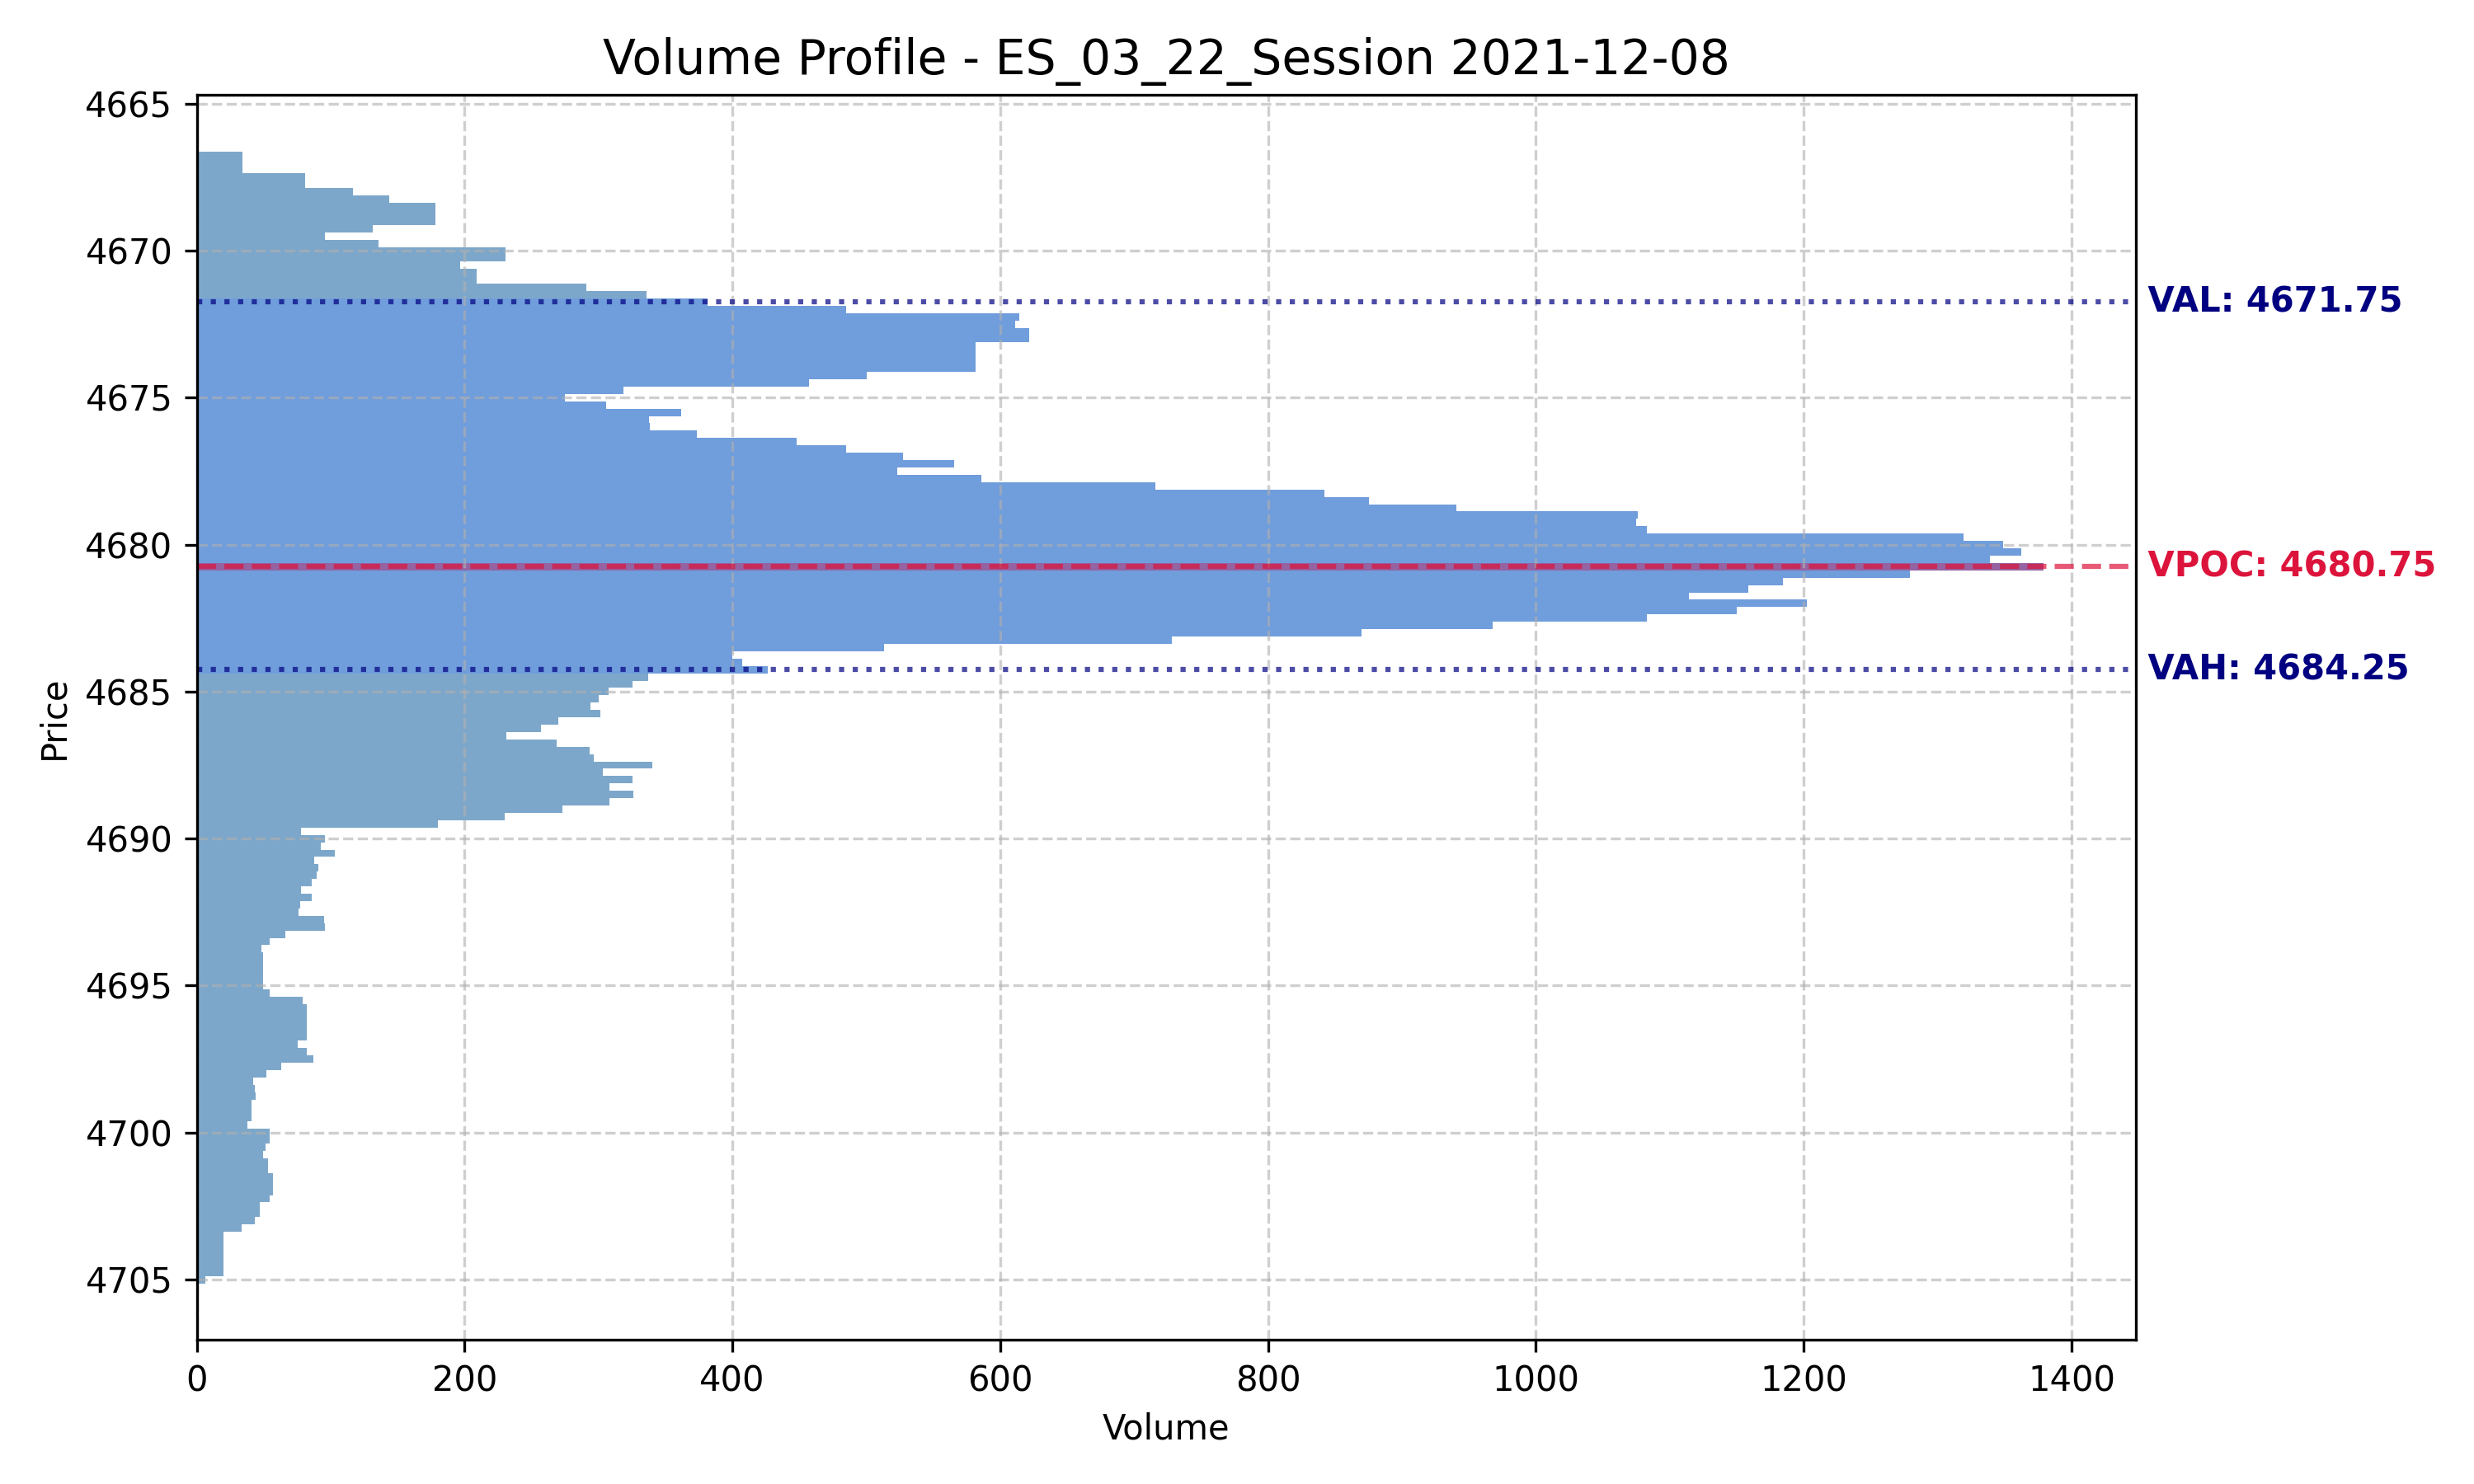 Volume Profile - ES_03_22_Session 2021-12-08
4665
4670
VAL: 4671.75
4675
4680
VPOC: 4680.75
VAH: 4684.25
4685
Price
4690
4695
4700
4705
0 200 400 600 800 1000 1200 1400
Volume